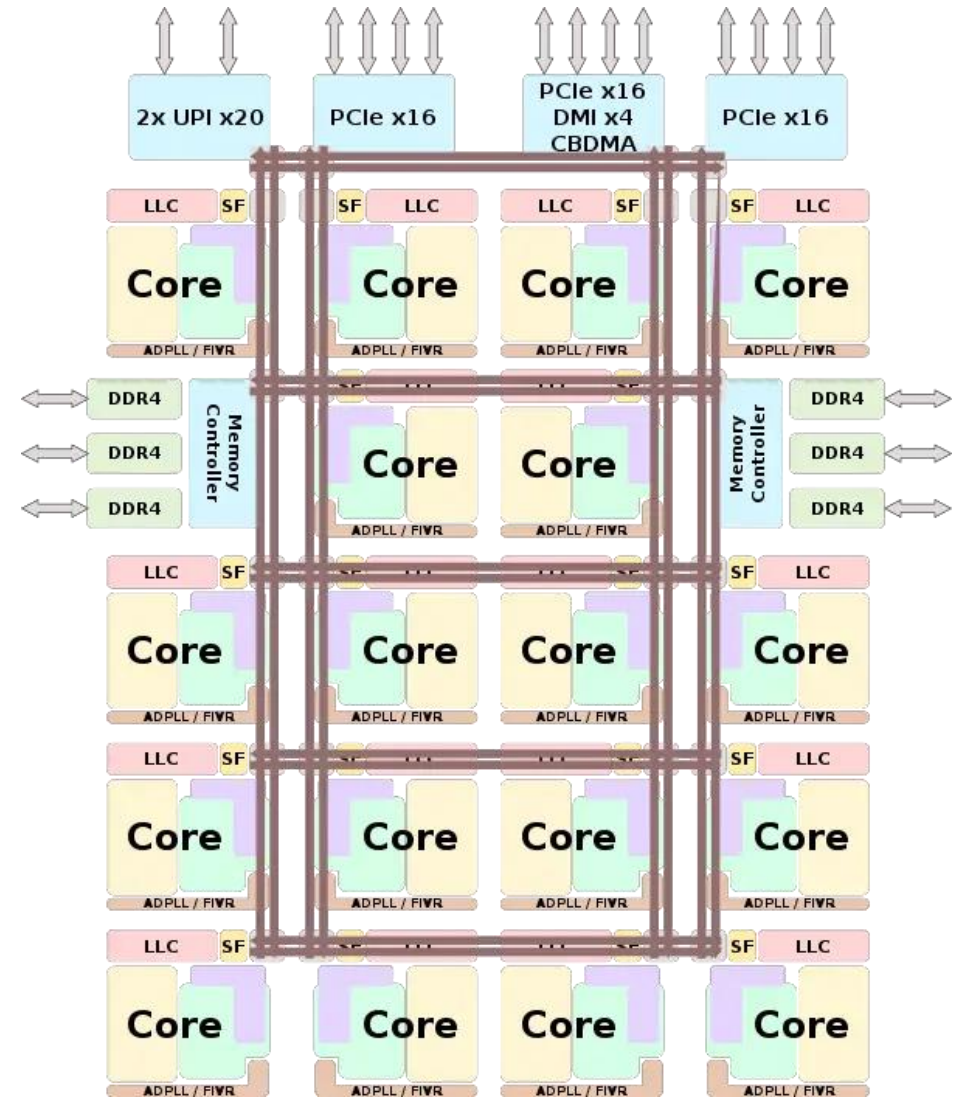 2x UPI x20
PCIe x16
PCIe x16
DMI x4
CBDMA
PCIe x16
LLC SF SF LLC LLC SF SF LLC
Core Core Core Core
ADPLL / FIVR ADPLL / FIVR ADPLL / FIVR ADPLL / FIVR
DDR4
DDR4
DDR4
Memory
Controller
Core Core
ADPLL / FIVR ADPLL / FIVR
Memory
Controller
DDR4
DDR4
DDR4
LLC SF SF LLC
Core Core Core Core
ADPLL / FIVR ADPLL / FIVR ADPLL / FIVR ADPLL / FIVR
LLC SF SF LLC
Core Core Core Core
ADPLL / FIVR ADPLL / FIVR ADPLL / FIVR ADPLL / FIVR
LLC SF SF LLC
Core Core Core Core
ADPLL / FIVR ADPLL / FIVR ADPLL / FIVR ADPLL / FIVR